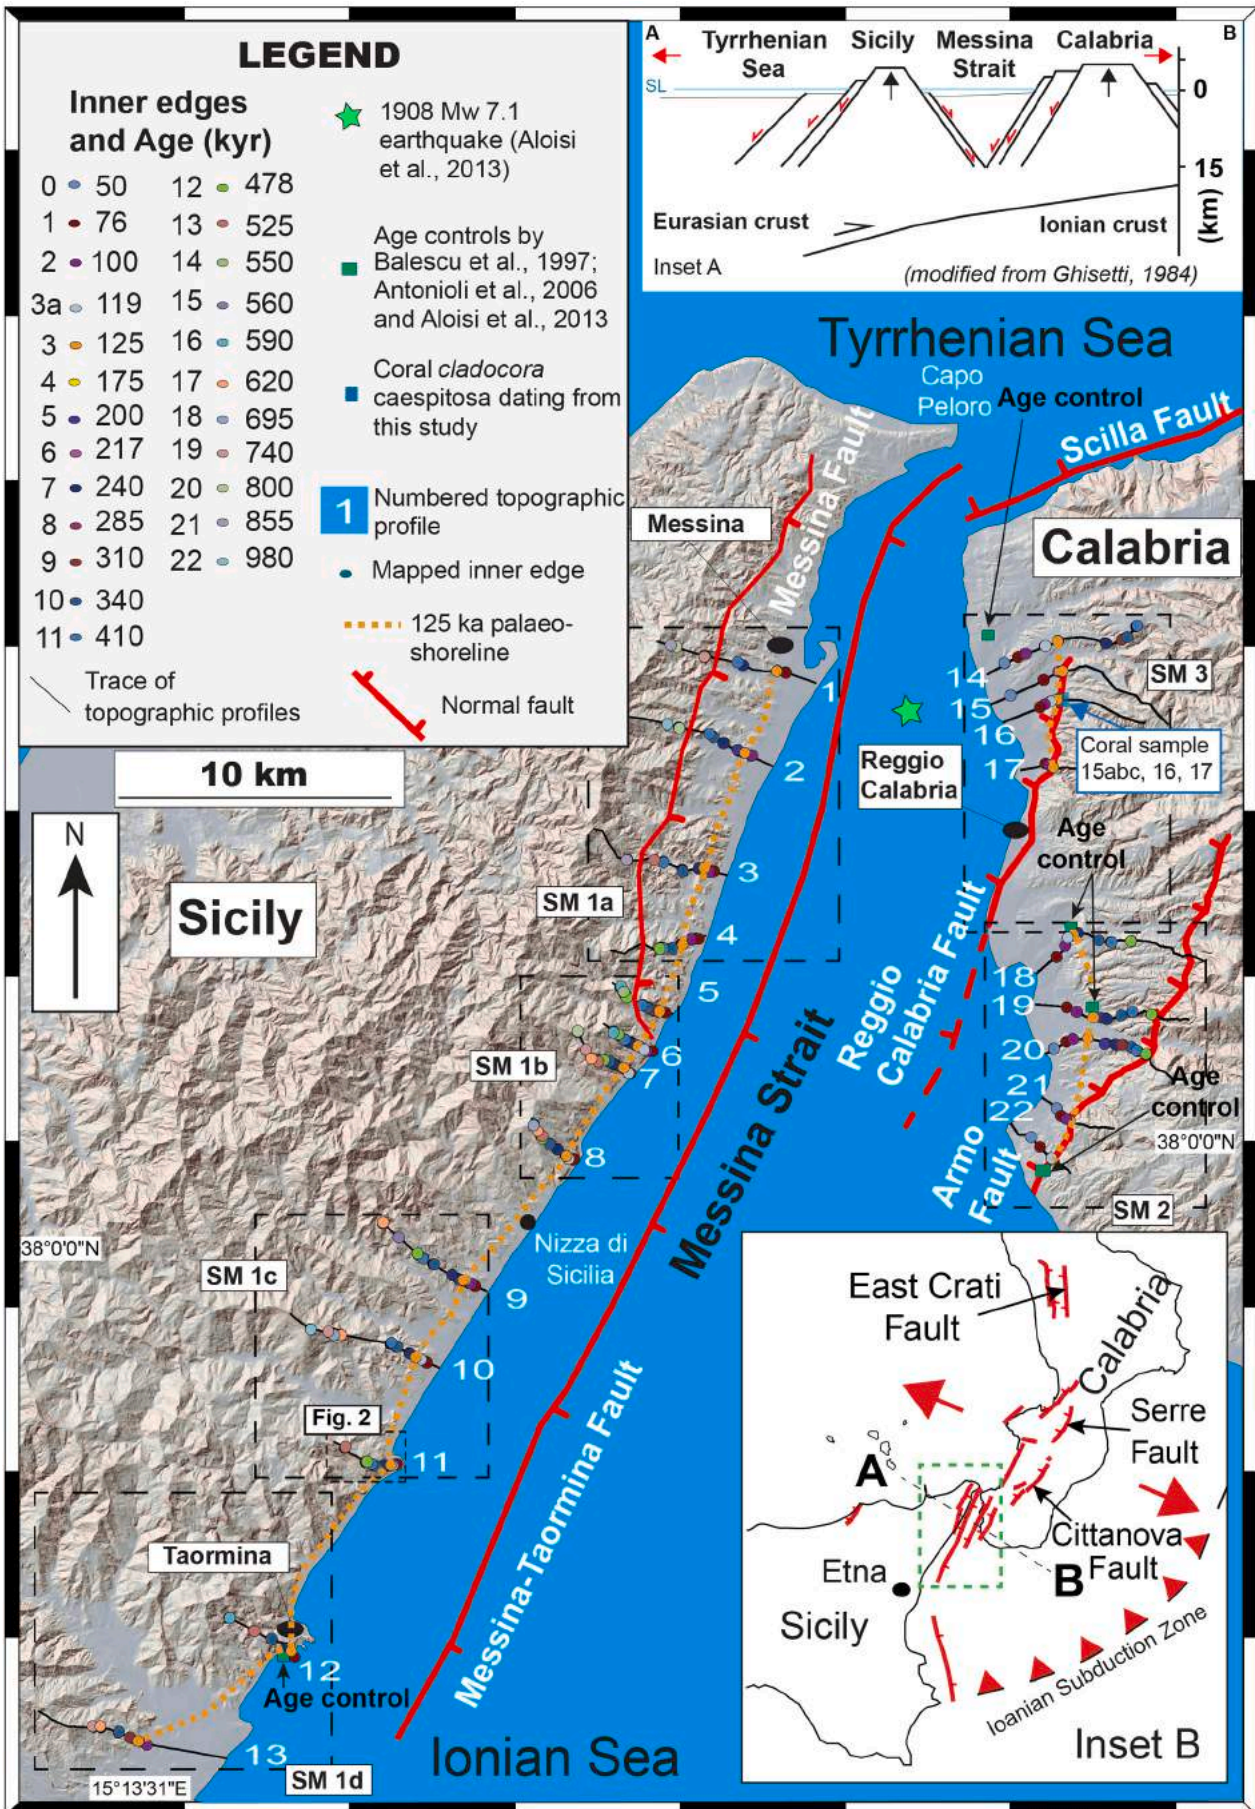 LEGEND
Inner edges
and Age (kyr)
0 50
1 76
2 100
3a 119
3 125
4 175
5 200
6 217
7 240
8 285
9 310
10 340
11 410
12 478
13 525
14 550
15 560
16 590
17 620
18 695
19 740
20 800
21 855
22 980
Trace of
topographic profiles
1908 Mw 7.1
earthquake (Aloisi
et al., 2013)
Age controls by
Balescu et al., 1997;
Antonioli et al., 2006
and Aloisi et al., 2013
Coral cladocora
caespitosa dating from
this study
1
Numbered topographic
profile
Mapped inner edge
125 ka palaeo-
shoreline
Normal fault
A
B
Tyrrhenian
Sea
Sicily
Messina
Strait
Calabria
SL
0
15
(km)
Eurasian crust
Ionian crust
Inset A
(modified from Ghisetti, 1984)
Tyrrhenian Sea
Capo
Peloro
Age control
Scilla Fault
Messina Fault
Messina
Calabria
SM 3
1
14
15
16
17
Coral sample
15abc, 16, 17
Reggio
Calabria
2
10 km
N
Sicily
3
SM 1a
4
Age
control
5
18
19
20
21
22
SM 1b
6
7
8
Reggio
Calabria Fault
Armo
Fault
Age
control
38°0'0"N
SM 2
Messina Strait
Nizza di
Sicilia
38°0'0"N
SM 1c
9
10
Fig. 2
11
Messina-Taormina Fault
Taormina
12
Age control
13
SM 1d
15°13'31"E
Ionian Sea
East Crati
Fault
Calabria
Serre
Fault
A
Cittanova
Fault
B
Etna
Sicily
Ioanian Subduction Zone
Inset B